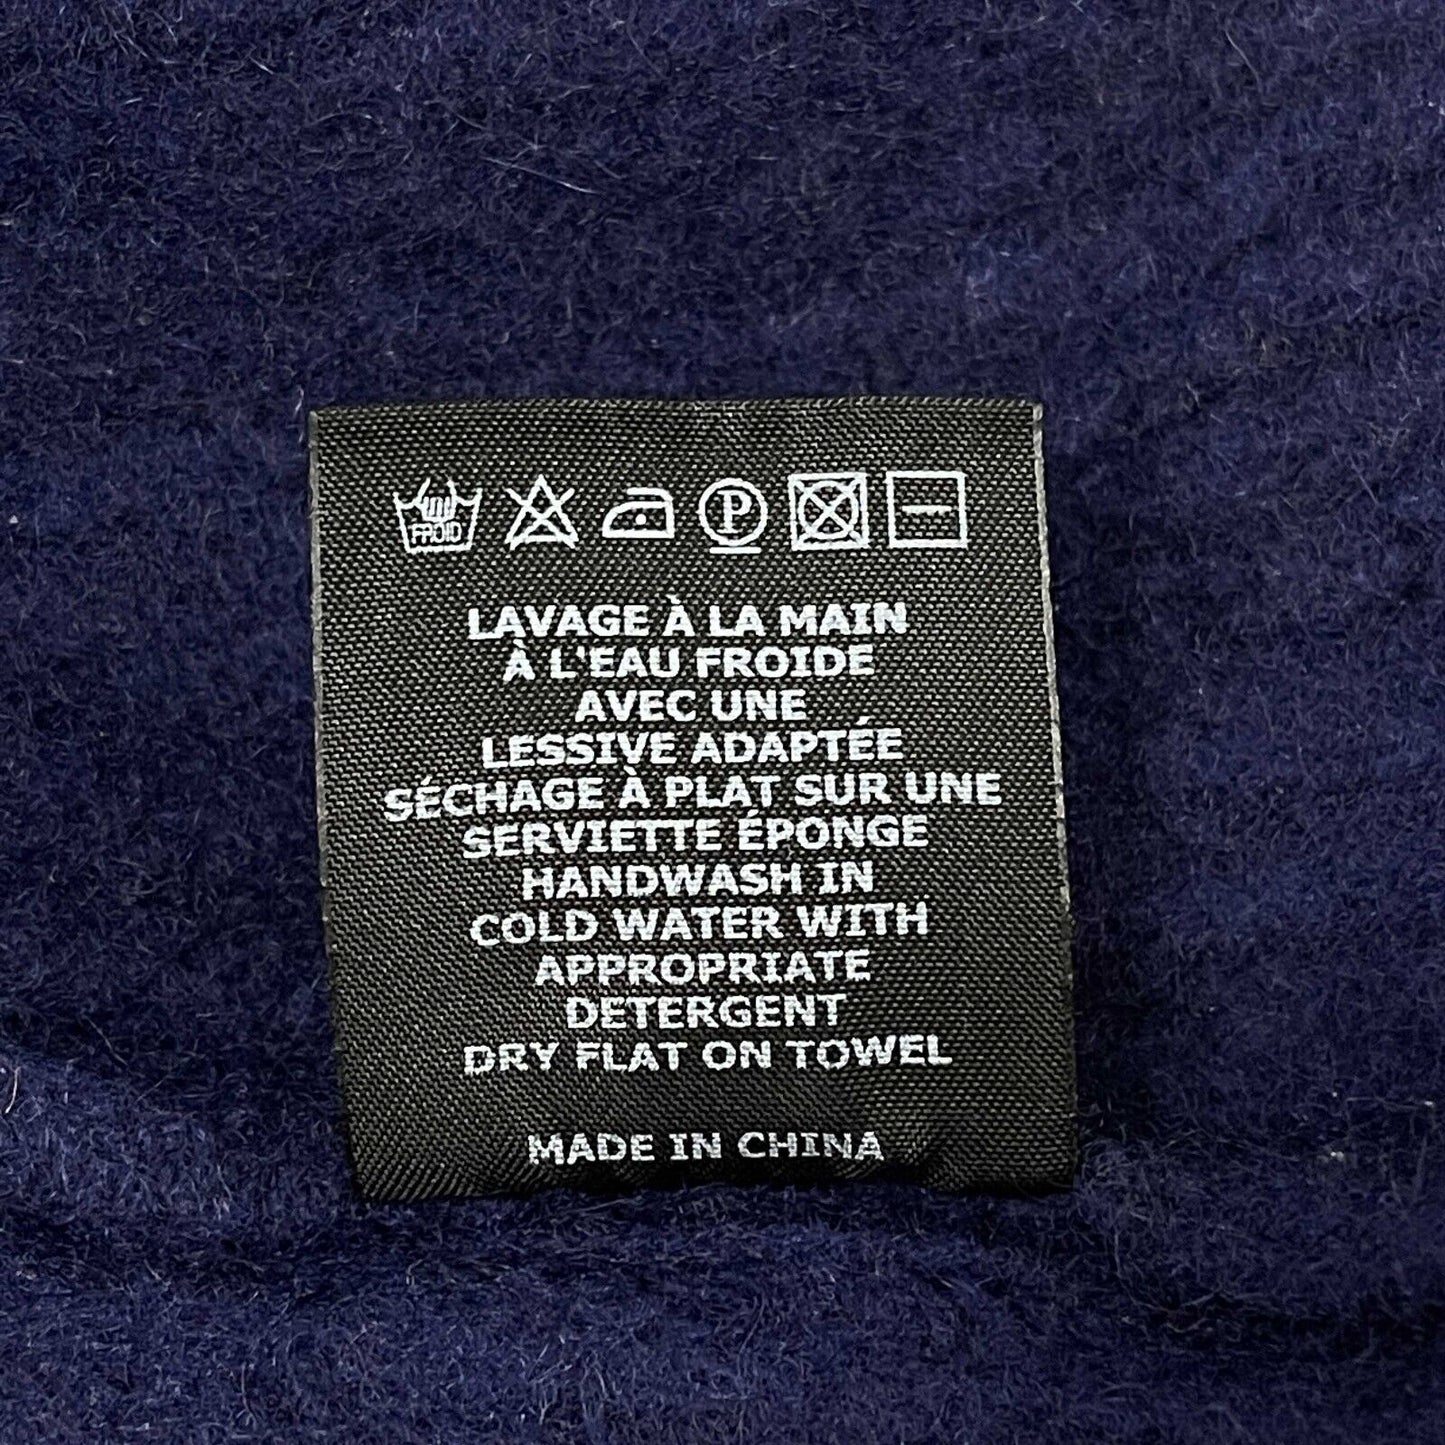 FROID P
LAVAGE À LA MAIN
À L'EAU FROIDE
AVEC UNE
LESSIVE ADAPTÉE
SÉCHAGE À PLAT SUR UNE
SERVIETTE ÉPONGE
HANDWASH IN
COLD WATER WITH
APPROPRIATE
DETERGENT
DRY FLAT ON TOWEL
MADE IN CHINA